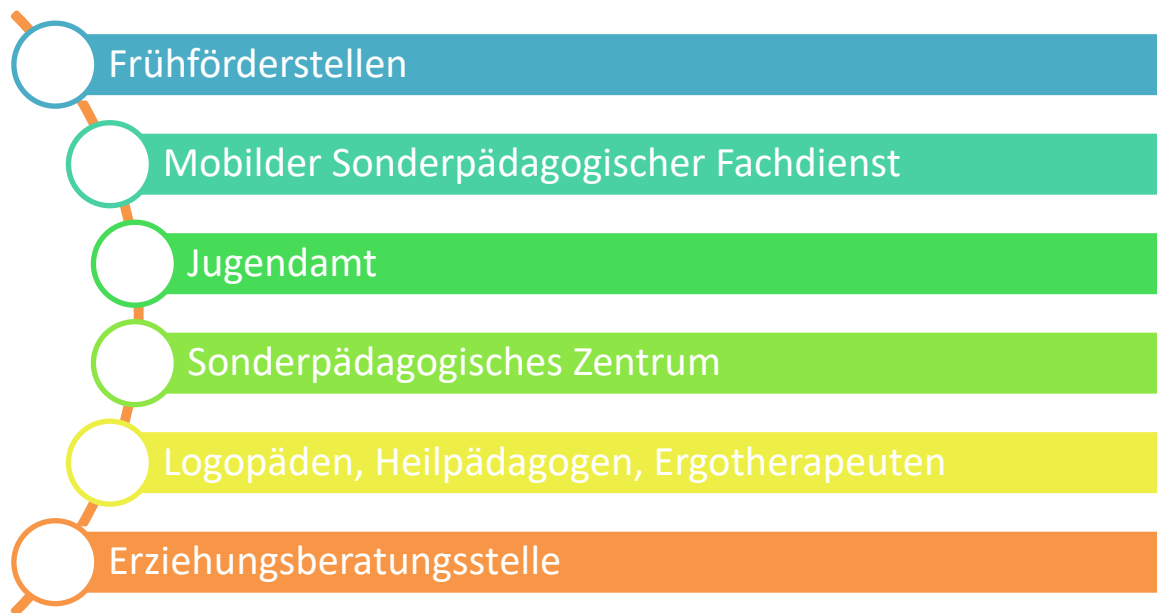 Frühförderstellen
Mobilder Sonderpädagogischer Fachdienst
Jugendamt
Sonderpädagogisches Zentrum
Logopäden, Heilpädagogen, Ergotherapeuten
Erziehungsberatungsstelle